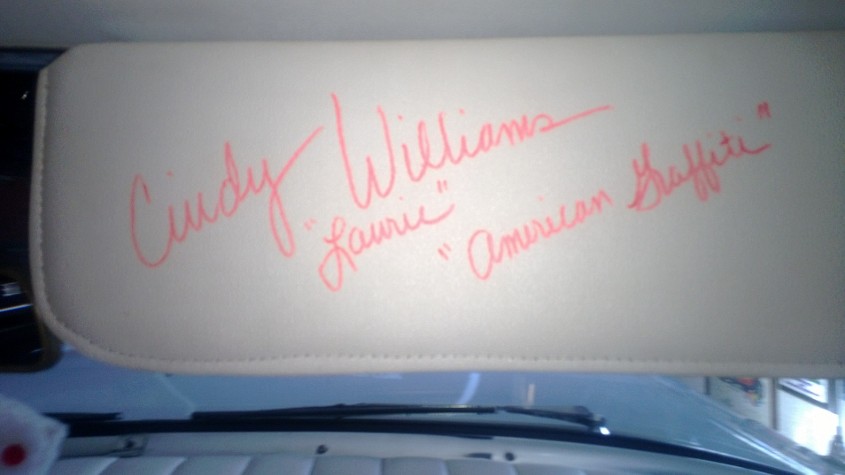 Cindy Williams
"Laurie"
"American Graffiti"